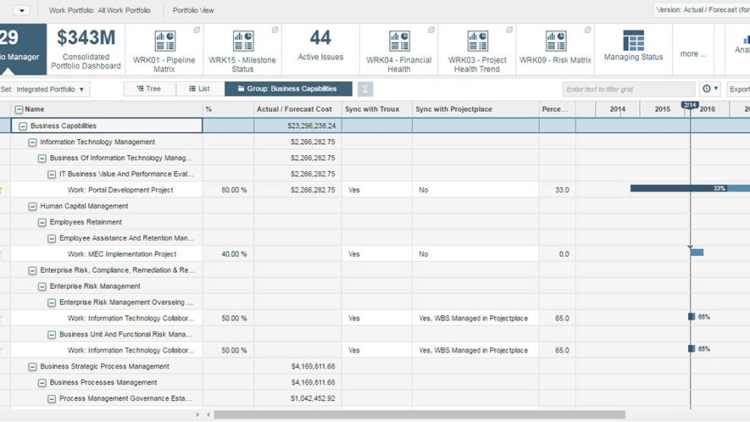 Work Portfolio: All Work Portfolio
Portfolio View
Version: Actual / Forecast (for
29
io Manager
$343M
Consolidated
Portfolio Dashboard
WRK01 - Pipeline
Matrix
WRK15 - Milestone
Status
44
Active Issues
WRK04 - Financial
Health
WRK03 - Project
Health Trend
WRK09 - Risk Matrix
Managing Status
more ...
Anal
Set: Integrated Portfolio
Tree
List
Group: Business Capabilities
Σ
Enter text to filter grid
Export
Name % Actual / Forecast Cost Sync with Troux Sync with Projectplace Perce... 2014 2015 2/14 2016 20
Business Capabilities $23,296,238.24
Information Technology Management $2,266,282.75
Business Of Information Technology Manag... $2,266,282.75
IT Business Value And Performance Eval... $2,266,282.75
Work: Portal Development Project 80.00 % $2,266,282.75 Yes No 33.0 33%
Human Capital Management
Employees Retainment
Employee Assistance And Retention Man...
Work: MEC Implementation Project 40.00 % Yes No 0.0
Enterprise Risk, Compliance, Remediation & Re...
Enterprise Risk Management
Enterprise Risk Management Overseing ...
Work: Information Technology Collabor... 50.00 % Yes Yes, WBS Managed in Projectplace 65.0 65%
Business Unit And Functional Risk Mana...
Work: Information Technology Collabor... 50.00 % Yes Yes, WBS Managed in Projectplace 65.0 65%
Business Strategic Process Management $4,169,811.68
Business Processes Management $4,169,811.68
Process Management Governance Esta... $1,042,452.92